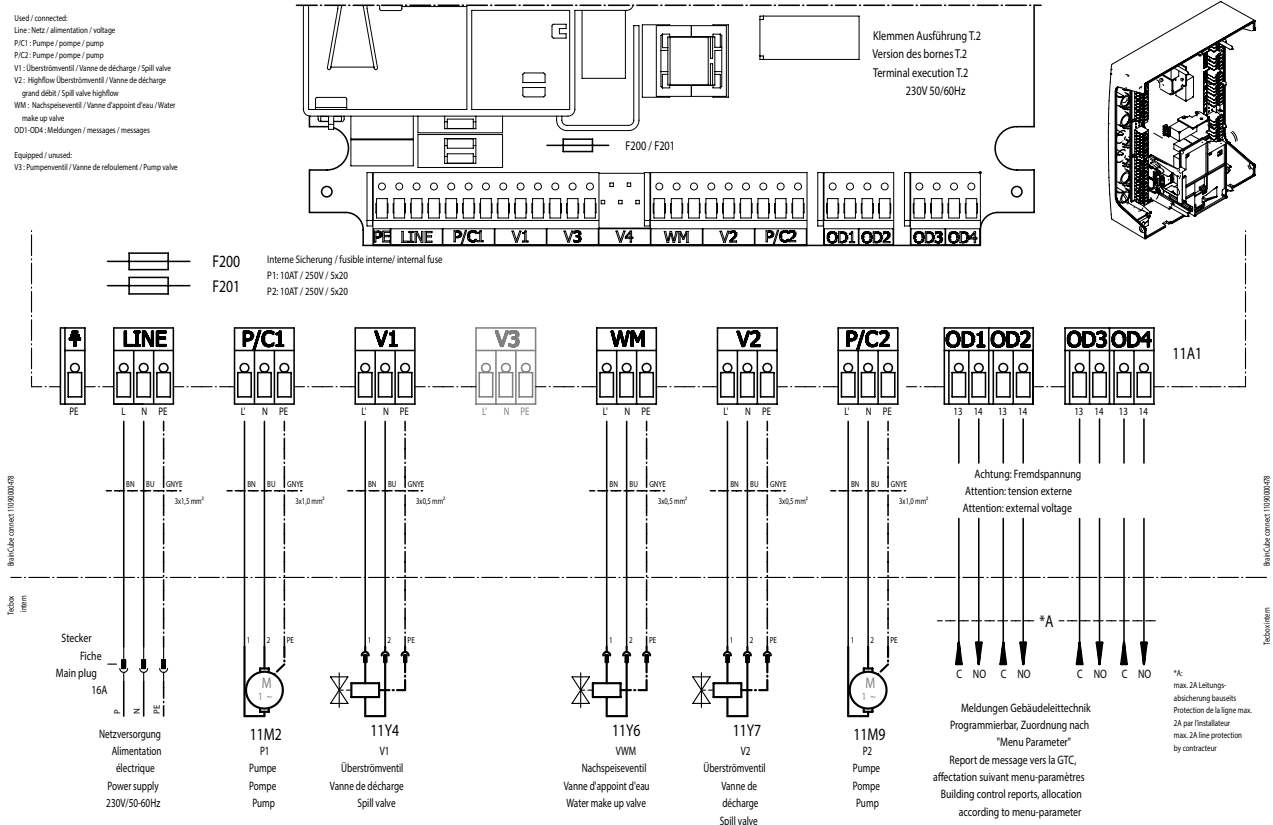 Used / connected:
Line : Netz / alimentation / voltage
P/C1 : Pumpe / pompe / pump
P/C2 : Pumpe / pompe / pump
V1 : Überströmventil / Vanne de décharge / Spill valve
V2 : Highflow Überströmventil / Vanne de décharge
grand débit / Spill valve highflow
WM : Nachspeiseventil / Vanne d'appoint d'eau / Water
make up valve
OD1-OD4 : Meldungen / messages / messages
Equipped / unused:
V3 : Pumpenventil / Vanne de refoulement / Pump valve
Klemmen Ausführung T.2
Version des bornes T.2
Terminal execution T.2
230V 50/60Hz
F200 / F201
PE LINE P/C1 V1 V3 V4 WM V2 P/C2 OD1 OD2 OD3 OD4
F200
F201
Interne Sicherung / fusible interne/ internal fuse
P1: 10AT / 250V / 5x20
P2: 10AT / 250V / 5x20
LINE P/C1 V1 V3 WM V2 P/C2 OD1 OD2 OD3 OD4
11A1
PE L N PE L' N PE L' N PE L' N PE L' N PE L' N PE L' N PE 13 14 13 14 13 14 13 14
BN BU GNYE BN BU GNYE BN BU GNYE BN BU GNYE BN BU GNYE BN BU GNYE
3x1,5 mm² 3x1,0 mm² 3x0,5 mm² 3x0,5 mm² 3x0,5 mm² 3x1,0 mm²
Achtung: Fremdspannung
Attention: tension externe
Attention: external voltage
BrainCube connect 11090000478
BrainCube connect 11090000478
Tecbox
intern
Tecbox intern
1 2 PE 1 2 PE 1 2 PE 1 2 PE 1 2 PE
*A
Stecker
Fiche
Main plug
16A
P N PE
M
1 ~
M
1 ~
C NO C NO C NO C NO
Netzversorgung
Alimentation
électrique
Power supply
230V/50-60Hz
11M2
P1
Pumpe
Pompe
Pump
11Y4
V1
Überströmventil
Vanne de décharge
Spill valve
11Y6
VWM
Nachspeiseventil
Vanne d'appoint d'eau
Water make up valve
11Y7
V2
Überströmventil
Vanne de
décharge
Spill valve
11M9
P2
Pumpe
Pompe
Pump
Meldungen Gebäudeleittechnik
Programmierbar, Zuordnung nach
"Menu Parameter"
Report de message vers la GTC,
affectation suivant menu-paramètres
Building control reports, allocation
according to menu-parameter
*A:
max. 2A Leitungs-
absicherung bauseits
Protection de la ligne max.
2A par l'installateur
max. 2A line protection
by contracteur